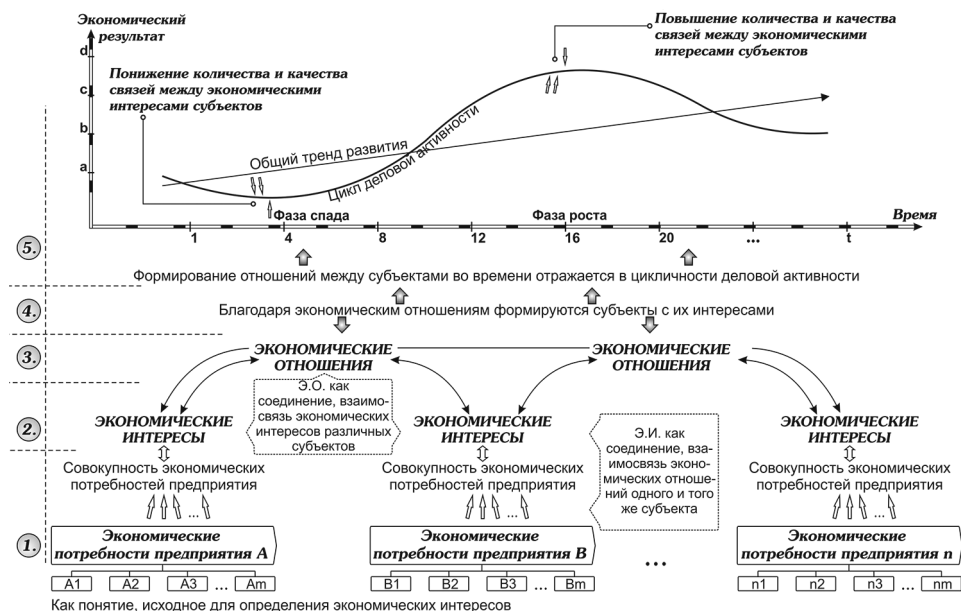 Экономический
результат
Повышение количества и качества
связей между экономическими
интересами субъектов
d
Понижение количества и качества
связей между экономическими
интересами субъектов
c
b
a
Общий тренд развития
Цикл деловой активности
Фаза спада
Фаза роста
Время
1 4 8 12 16 20 ... t
5.
Формирование отношений между субъектами во времени отражается в цикличности деловой активности
4.
Благодаря экономическим отношениям формируются субъекты с их интересами
3.
ЭКОНОМИЧЕСКИЕ
ОТНОШЕНИЯ
ЭКОНОМИЧЕСКИЕ
ОТНОШЕНИЯ
Э.О. как
соединение, взаимо-
связь экономических
интересов различных
субъектов
2.
ЭКОНОМИЧЕСКИЕ
ИНТЕРЕСЫ
ЭКОНОМИЧЕСКИЕ
ИНТЕРЕСЫ
ЭКОНОМИЧЕСКИЕ
ИНТЕРЕСЫ
Э.И. как
соединение, вза-
имосвязь эконо-
мических отноше-
ний одного и того
же субъекта
Совокупность экономических
потребностей предприятия
...
Совокупность экономических
потребностей предприятия
...
Совокупность экономических
потребностей предприятия
...
1.
Экономические
потребности предприятия А
Экономические
потребности предприятия В
...
Экономические
потребности предприятия n
A1 A2 A3 ... Am
B1 B2 B3 ... Bm
n1 n2 n3 ... nm
Как понятие, исходное для определения экономических интересов